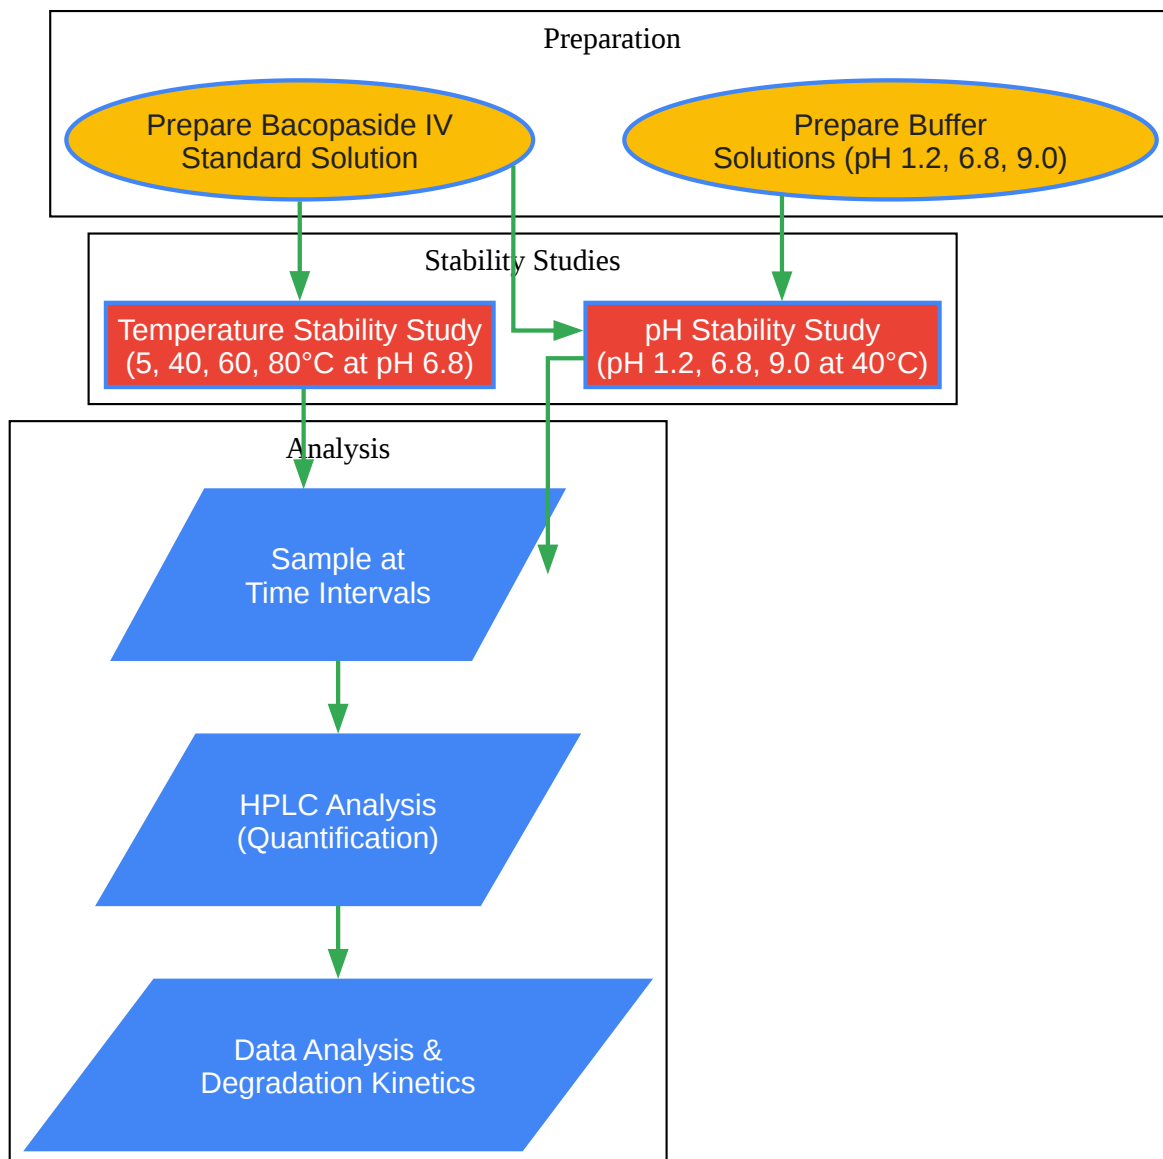 Preparation
Prepare Bacopaside IV
Standard Solution
Prepare Buffer
Solutions (pH 1.2, 6.8, 9.0)
Stability Studies
Temperature Stability Study
(5, 40, 60, 80°C at pH 6.8)
pH Stability Study
(pH 1.2, 6.8, 9.0 at 40°C)
Analysis
Sample at
Time Intervals
HPLC Analysis
(Quantification)
Data Analysis &
Degradation Kinetics